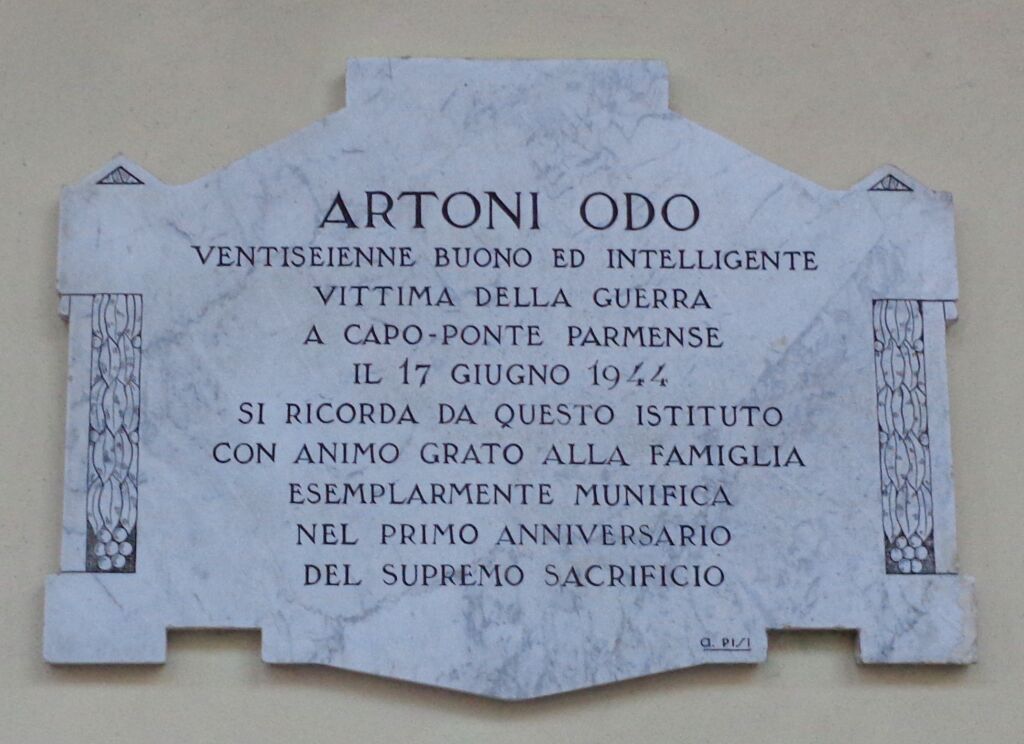 ARTONI ODO
VENTISEIENNE BUONO ED INTELLIGENTE
VITTIMA DELLA GUERRA
A CAPO-PONTE PARMENSE
IL 17 GIUGNO 1944
SI RICORDA DA QUESTO ISTITUTO
CON ANIMO GRATO ALLA FAMIGLIA
ESEMPLARMENTE MUNIFICA
NEL PRIMO ANNIVERSARIO
DEL SUPREMO SACRIFICIO
G. PISI